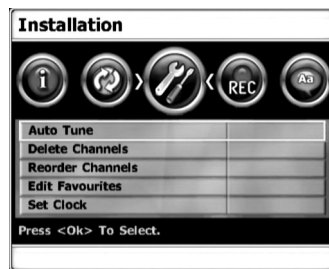 Installation
i
REC
Aa
Auto Tune
Delete Channels
Reorder Channels
Edit Favourites
Set Clock
Press <Ok> To Select.